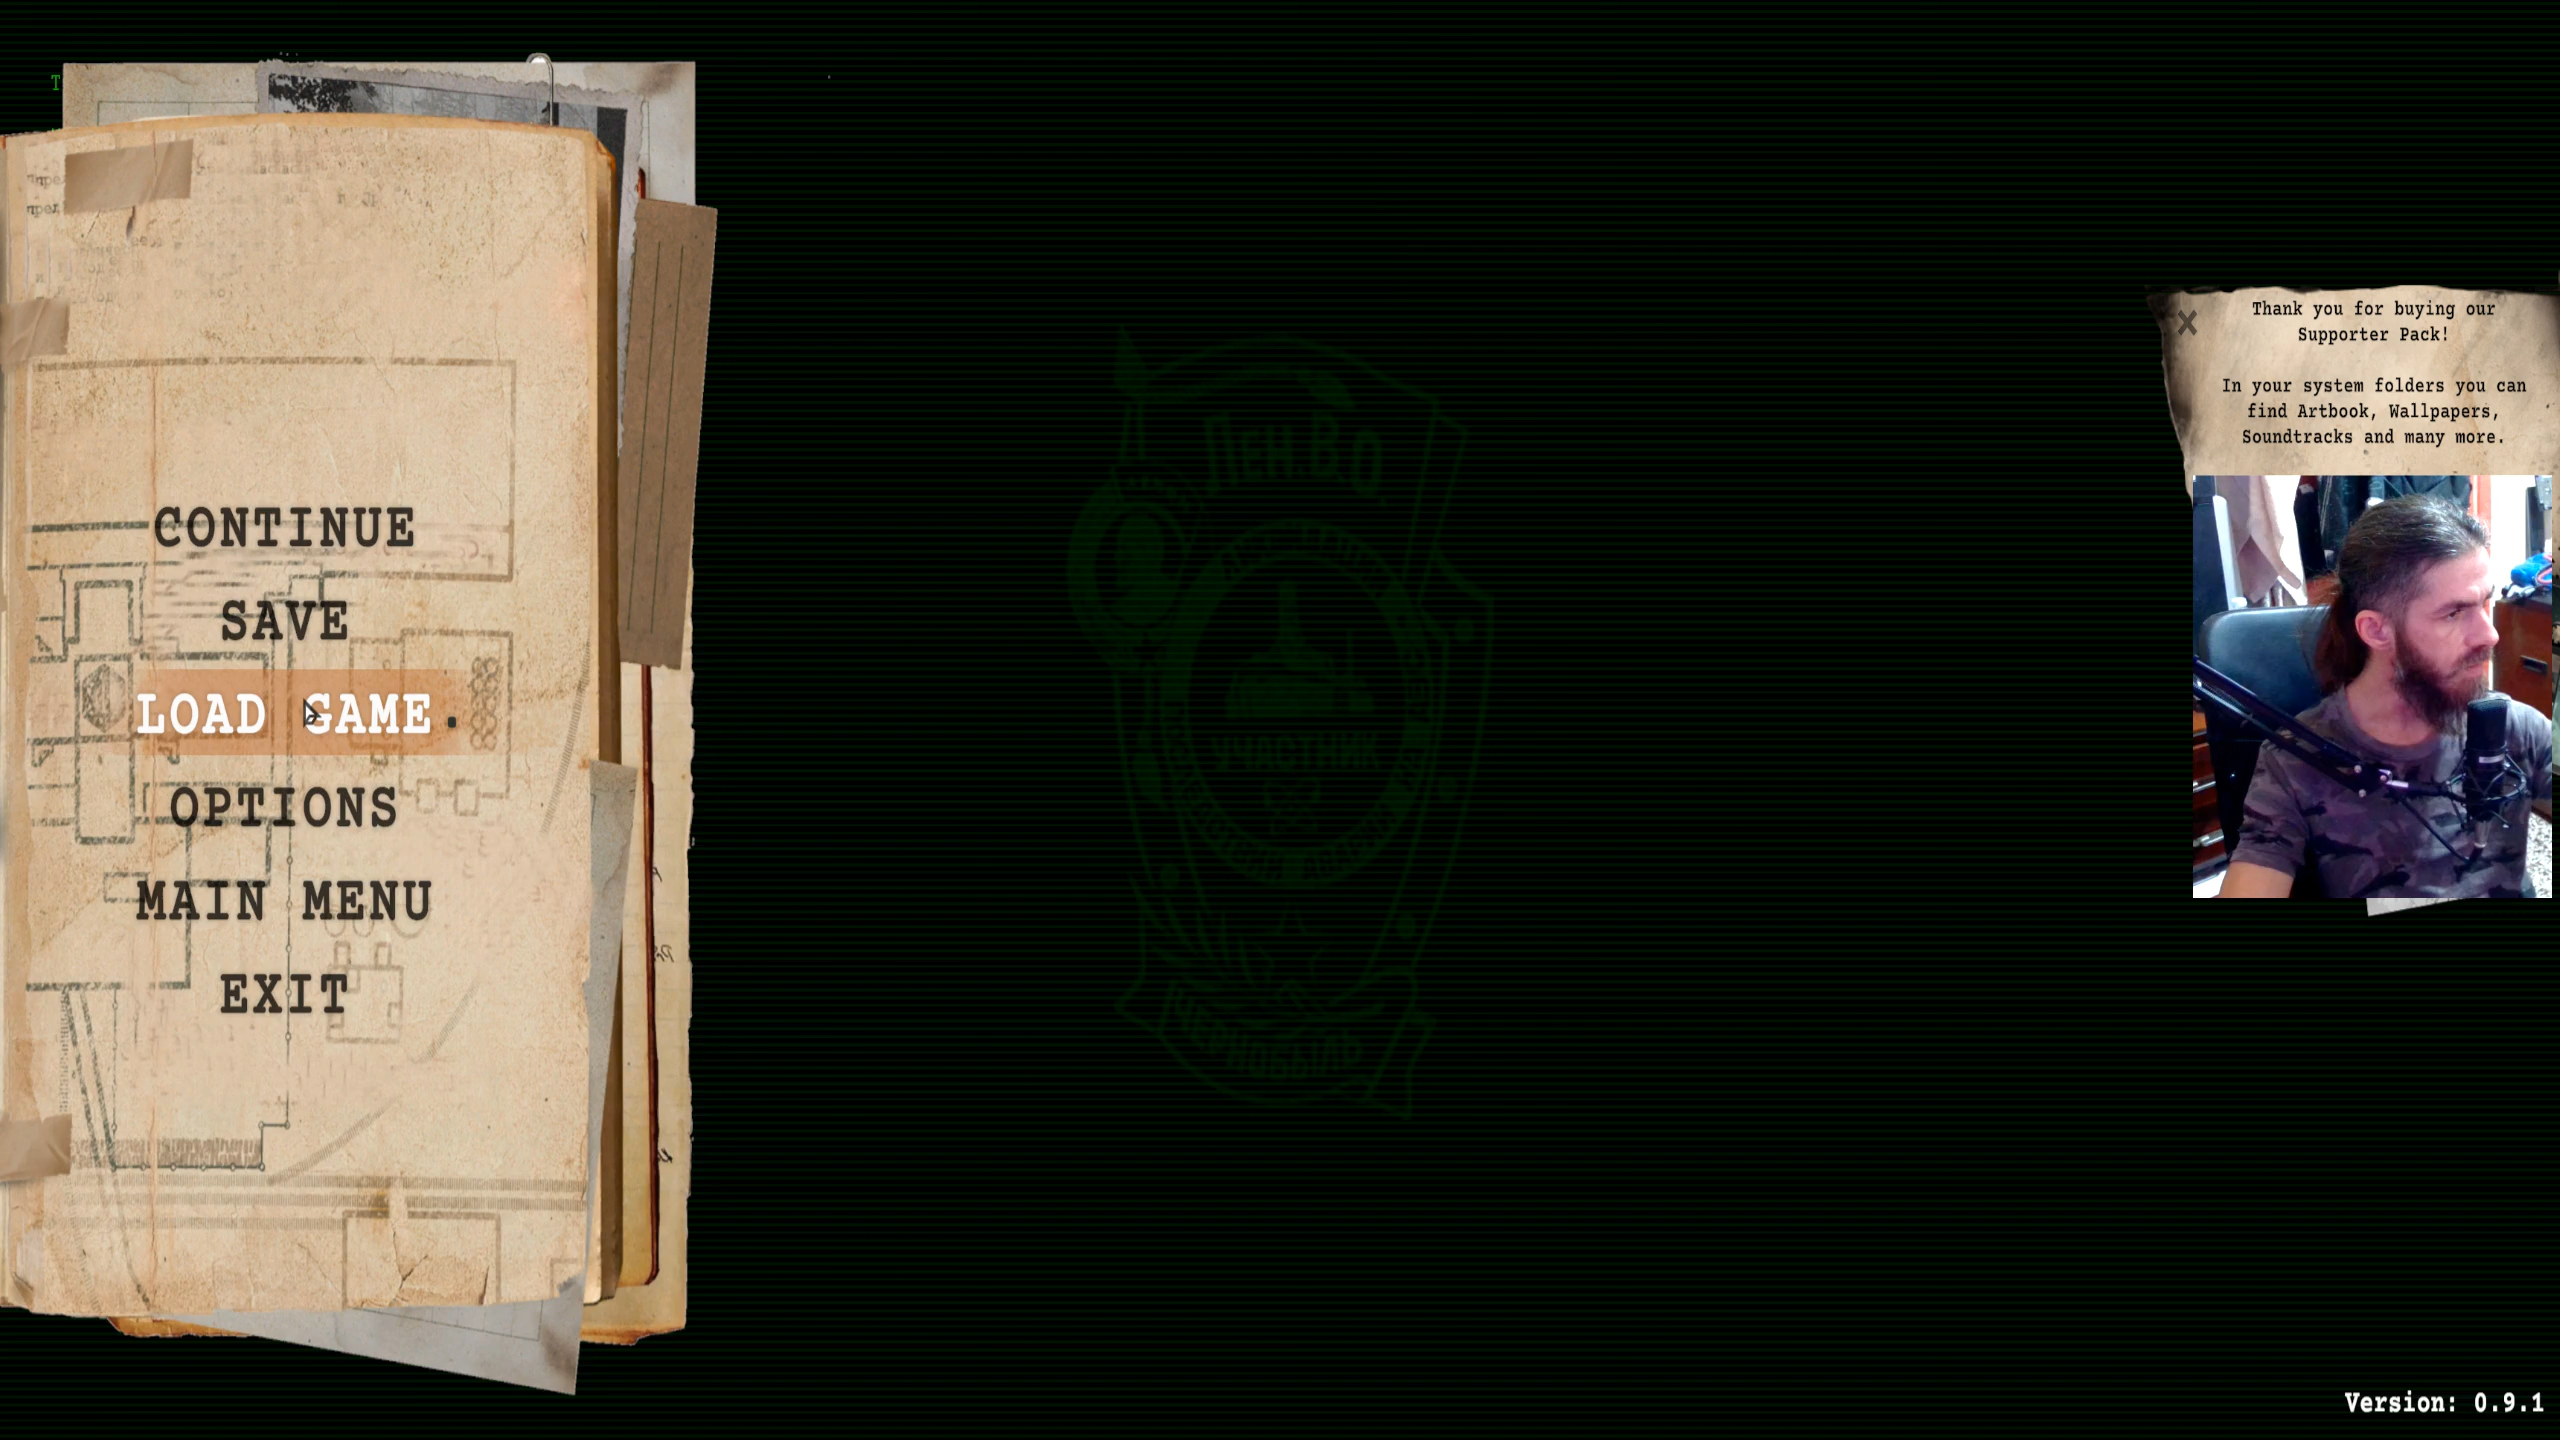 T
CONTINUE
SAVE
LOAD GAME.
OPTIONS
MAIN MENU
EXIT
Лен.В.О.
УЧАСТНИК
ЧЕРНОБЫЛЬ
Thank you for buying our
Supporter Pack!
In your system folders you can
find Artbook, Wallpapers,
Soundtracks and many more.
Version: 0.9.1